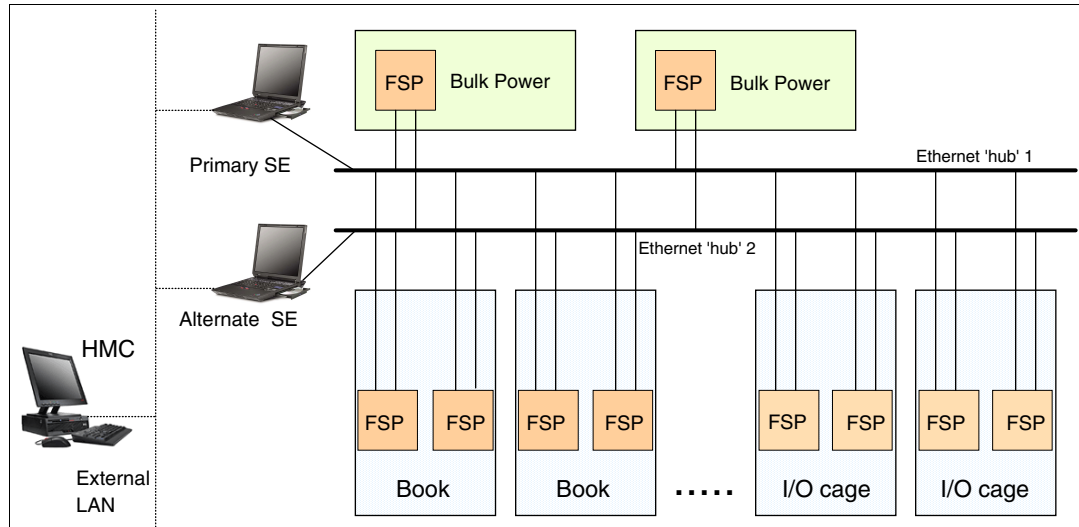 FSP
Bulk Power
FSP
Bulk Power
Primary SE
Ethernet 'hub' 1
Ethernet 'hub' 2
Alternate SE
HMC
FSP
FSP
FSP
FSP
FSP
FSP
FSP
FSP
External
LAN
Book
Book
.....
I/O cage
I/O cage